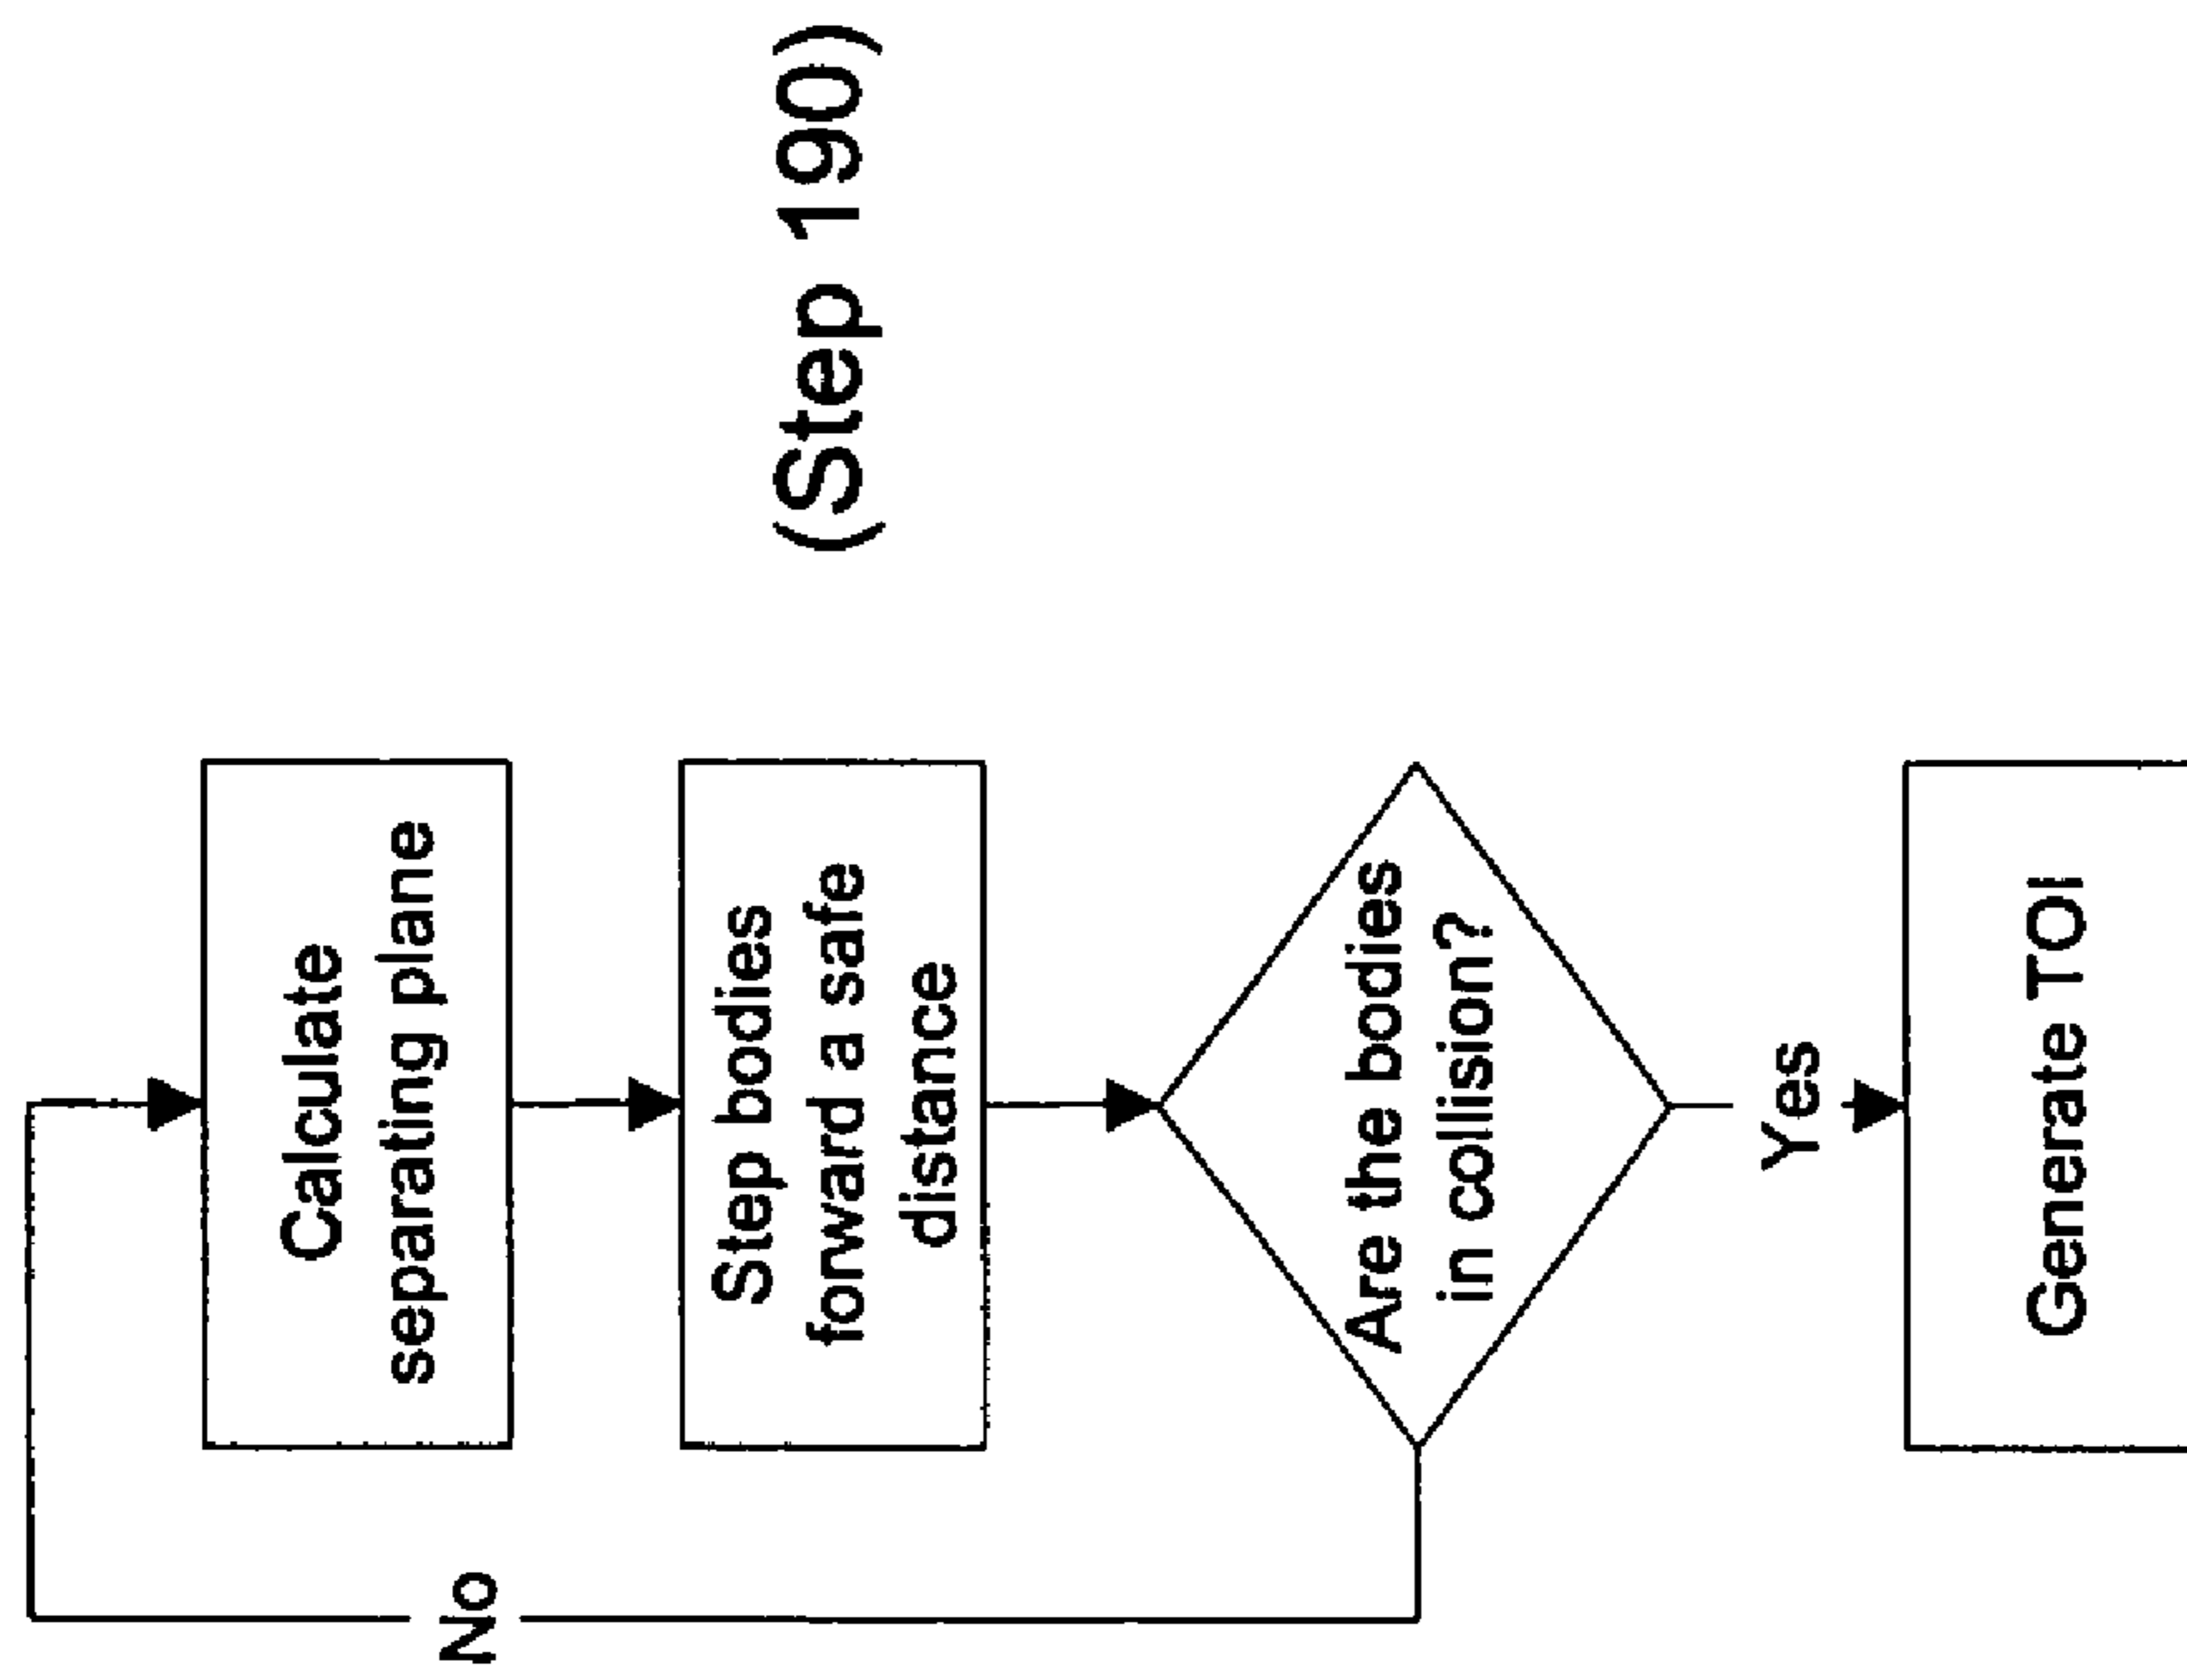 (Step 190)
Calculate
separating plane
Step bodies
forward a safe
distance
Are the bodies
in collision?
No
Yes
Generate TOI